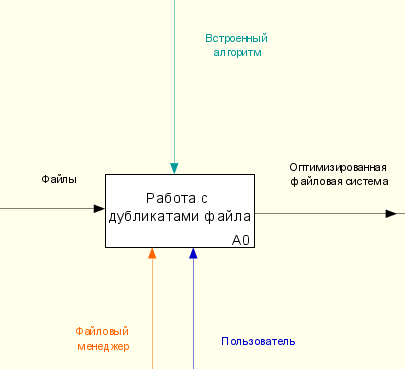 Встроенный
алгоритм
Файлы
Оптимизированная
файловая система
Работа с
дубликатами файла
A0
Файловый
менеджер
Пользователь